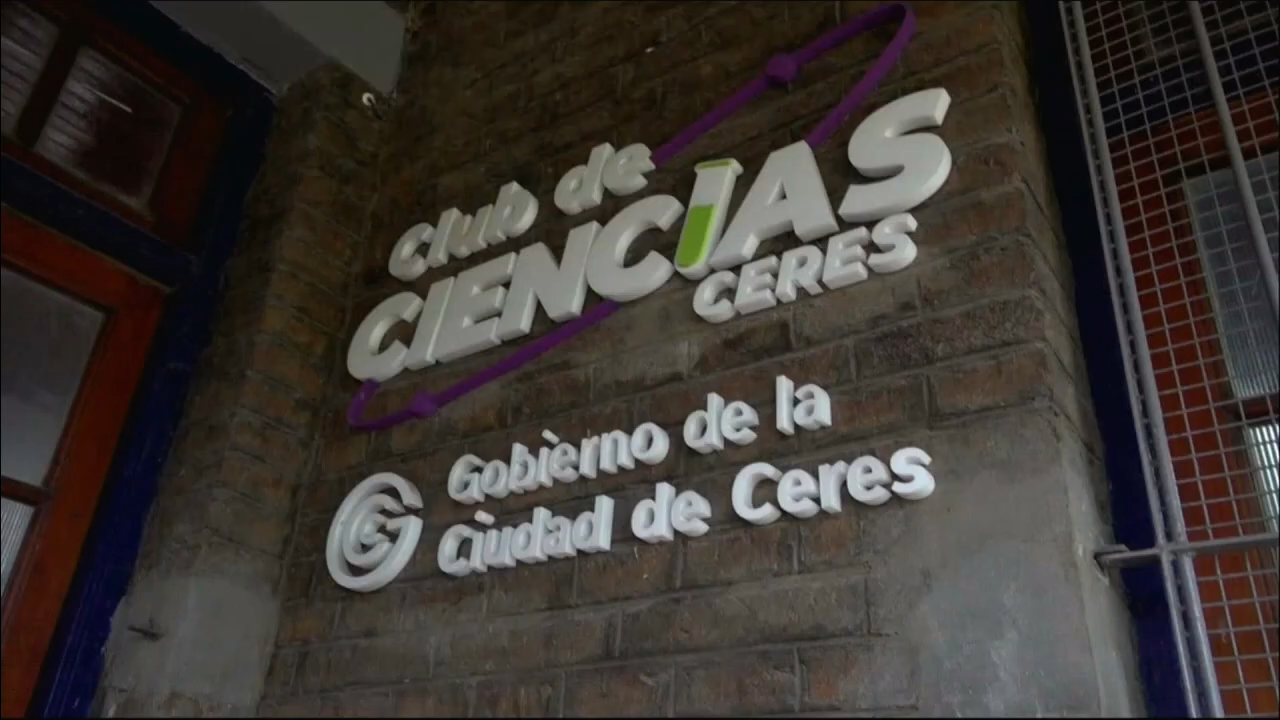 Club de
CIENCIAS
CERES
Gobierno de la
Ciudad de Ceres